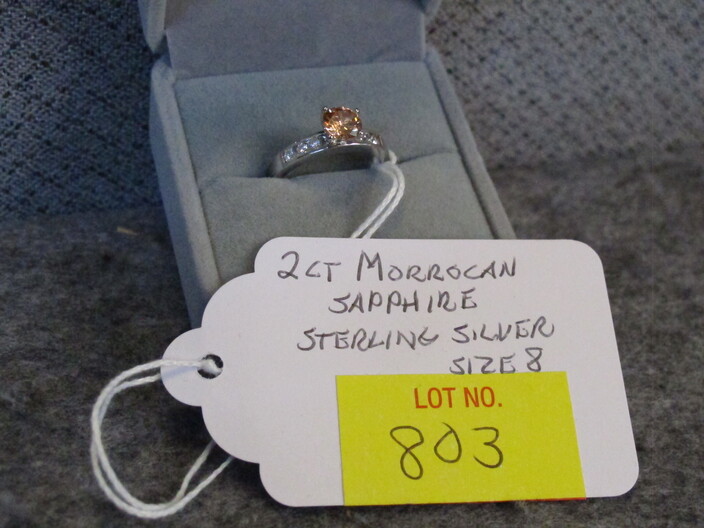 2CT MORROCAN
SAPPHIRE
STERLING SILVER
SIZE 8
LOT NO.
803